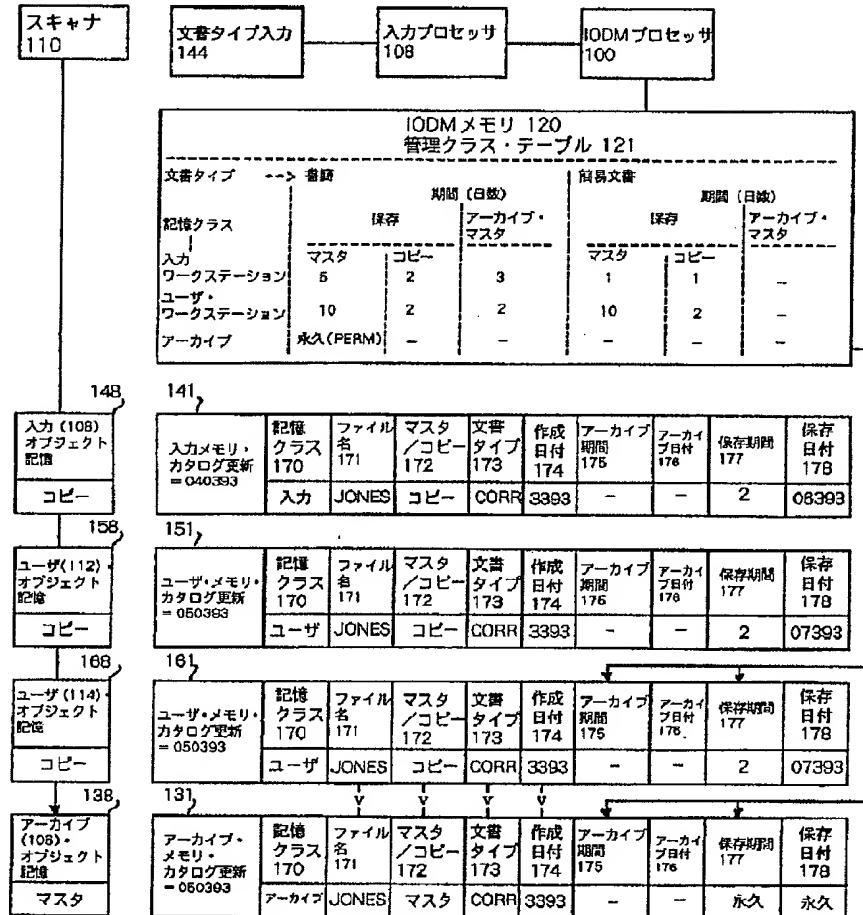 スキャナ
110
文書タイプ入力
144
入力プロセッサ
108
IODMプロセッサ
100
IODMメモリ 120
管理クラス・テーブル 121
文書タイプ --> 書簡 簡易文書
期間 (日数) 期間 (日数)
記憶クラス 保存 アーカイブ・マスタ 保存 アーカイブ・マスタ
マスタ コピー マスタ コピー
入力
ワークステーション 5 2 3 1 1 –
ユーザ・
ワークステーション 10 2 2 10 2 –
アーカイブ 永久(PERM) – – – – –
148
入力 (108)
オブジェクト
記憶
コピー
141
入力メモリ・
カタログ更新
= 040393
記憶クラス 170 ファイル名 171 マスタ/コピー 172 文書タイプ 173 作成日付 174 アーカイブ期間 175 アーカイブ日付 176 保存期間 177 保存日付 178
入力 JONES コピー CORR 3393 – – 2 06393
158
ユーザ(112)・
オブジェクト
記憶
コピー
151
ユーザ・メモリ・
カタログ更新
= 050393
記憶クラス 170 ファイル名 171 マスタ/コピー 172 文書タイプ 173 作成日付 174 アーカイブ期間 175 アーカイブ日付 176 保存期間 177 保存日付 178
ユーザ JONES コピー CORR 3393 – – 2 07393
168
ユーザ (114)・
オブジェクト
記憶
コピー
161
ユーザ・メモリ・
カタログ更新
= 050393
記憶クラス 170 ファイル名 171 マスタ/コピー 172 文書タイプ 173 作成日付 174 アーカイブ期間 175 アーカイブ日付 176 保存期間 177 保存日付 178
ユーザ JONES コピー CORR 3393 – – 2 07393
138
アーカイブ
(106)・
オブジェクト
記憶
マスタ
131
アーカイブ・
メモリ・
カタログ更新
= 050393
記憶クラス 170 ファイル名 171 マスタ/コピー 172 文書タイプ 173 作成日付 174 アーカイブ期間 175 アーカイブ日付 176 保存期間 177 保存日付 178
アーカイブ JONES マスタ CORR 3393 – – 永久 永久